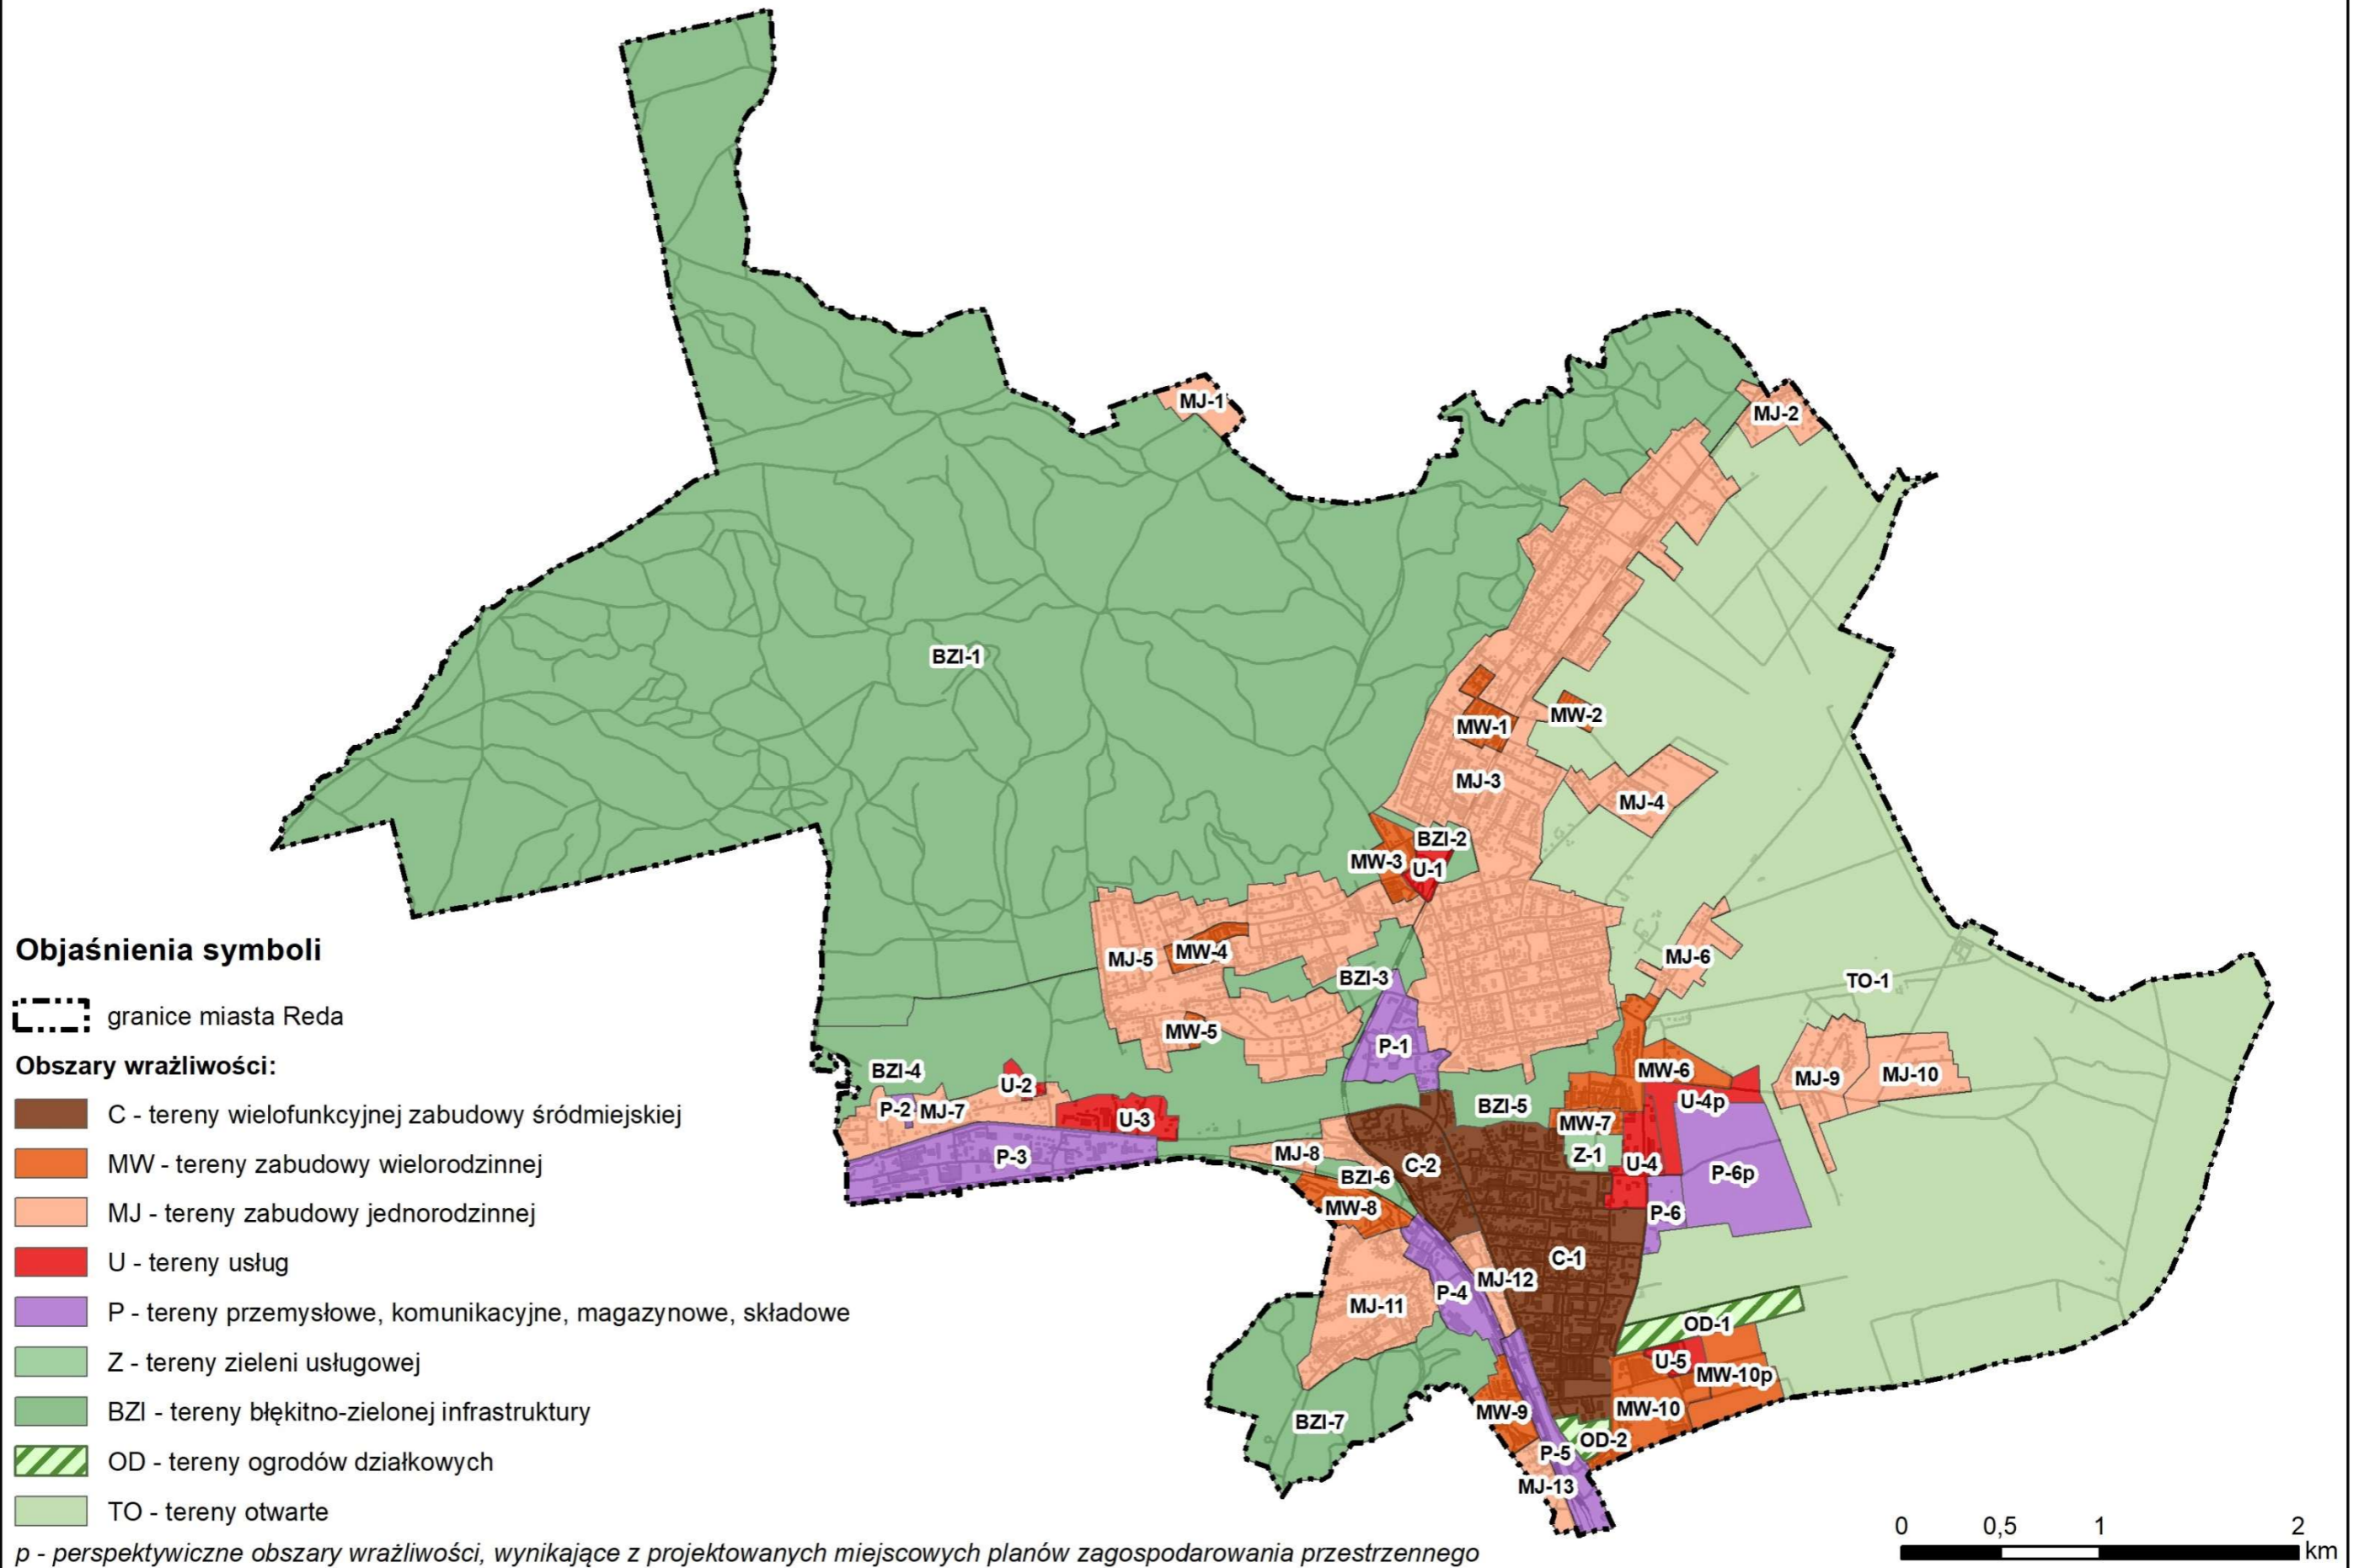 MJ-1
MJ-2
BZI-1
MW-2
MW-1
MJ-3
MJ-4
BZI-2
MW-3
U-1
MW-4
MJ-5
MJ-6
BZI-3
TO-1
MW-5
P-1
BZI-4
MW-6
MJ-9
MJ-10
U-2
P-2
MJ-7
U-4p
BZI-5
U-3
MW-7
MJ-8
Z-1
P-3
C-2
U-4
P-6p
BZI-6
MW-8
P-6
C-1
MJ-12
P-4
MJ-11
OD-1
U-5
MW-10p
MW-10
MW-9
BZI-7
OD-2
P-5
MJ-13
Objaśnienia symboli
granice miasta Reda
Obszary wrażliwości:
C - tereny wielofunkcyjnej zabudowy śródmiejskiej
MW - tereny zabudowy wielorodzinnej
MJ - tereny zabudowy jednorodzinnej
U - tereny usług
P - tereny przemysłowe, komunikacyjne, magazynowe, składowe
Z - tereny zieleni usługowej
BZI - tereny błękitno-zielonej infrastruktury
OD - tereny ogrodów działkowych
TO - tereny otwarte
p - perspektywiczne obszary wrażliwości, wynikające z projektowanych miejscowych planów zagospodarowania przestrzennego
0 0,5 1 2
km